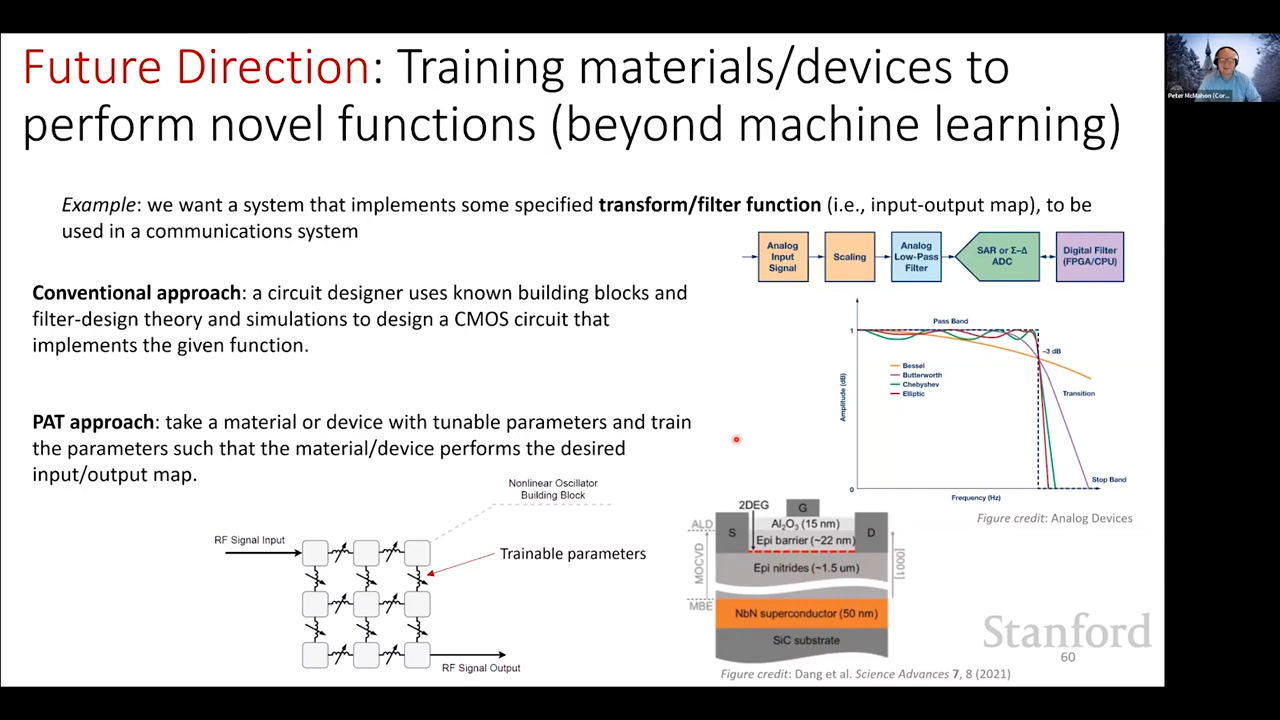 Future Direction: Training materials/devices to
perform novel functions (beyond machine learning)
Peter McMahon (Cor...
Example: we want a system that implements some specified transform/filter function (i.e., input-output map), to be
used in a communications system
Analog
Input
Signal
Scaling
Analog
Low-Pass
Filter
SAR or Σ–Δ
ADC
Digital Filter
(FPGA/CPU)
Conventional approach: a circuit designer uses known building blocks and
filter-design theory and simulations to design a CMOS circuit that
implements the given function.
Pass Band
1
–3 dB
Bessel
Butterworth
Chebyshev
Elliptic
Amplitude (dB)
Transition
Stop Band
0
Frequency (Hz)
Figure credit: Analog Devices
PAT approach: take a material or device with tunable parameters and train
the parameters such that the material/device performs the desired
input/output map.
Nonlinear Oscillator
Building Block
RF Signal Input
Trainable parameters
RF Signal Output
2DEG
G
ALD
S
Al₂O₃ (15 nm)
D
Epi barrier (~22 nm)
MOCVD
Epi nitrides (~1.5 um)
[0001]
MBE
NbN superconductor (50 nm)
SiC substrate
Figure credit: Dang et al. Science Advances 7, 8 (2021)
Stanford
60